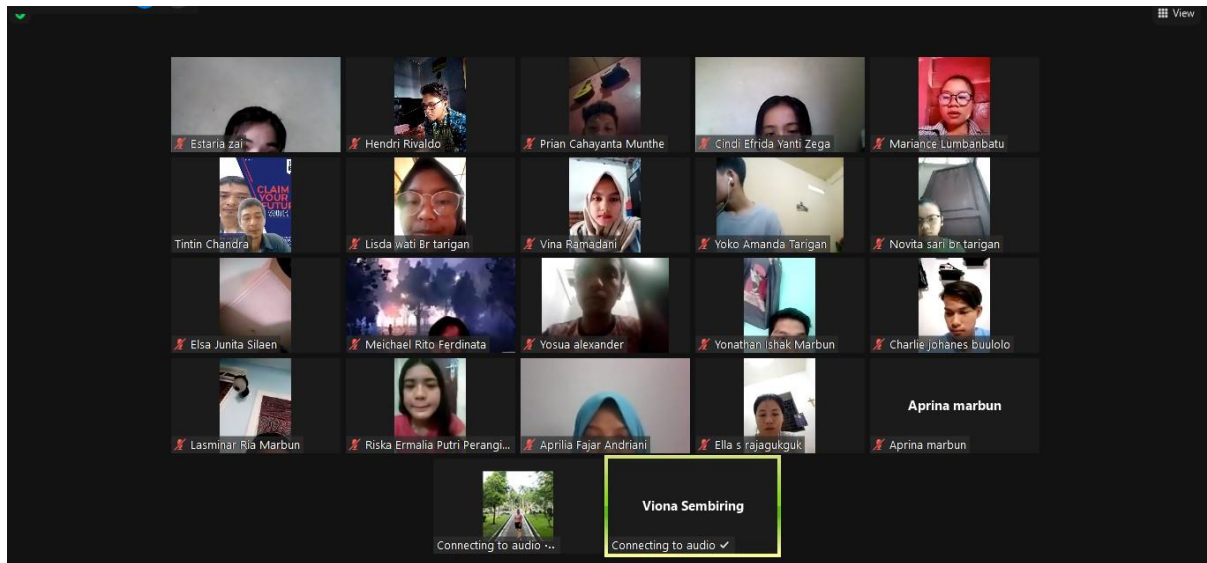 View
Estaria zai
Hendri Rivaldo
Prian Cahayanta Munthe
Cindi Efrida Yanti Zega
Mariance Lumbanbatu
CLAIM
YOUR
Tintin Chandra
Lisda wati Br tarigan
Vina Ramadani
Yoko Amanda Tarigan
Novita sari br tarigan
Elsa Junita Silaen
Meichael Rito Ferdinata
Yosua alexander
Yonathan Ishak Marbun
Charlie johanes buulolo
Lasminar Ria Marbun
Riska Ermalia Putri Perangi...
Aprilia Fajar Andriani
Ella s rajagukguk
Aprina marbun
Aprina marbun
Connecting to audio ·..
Viona Sembiring
Connecting to audio ✓